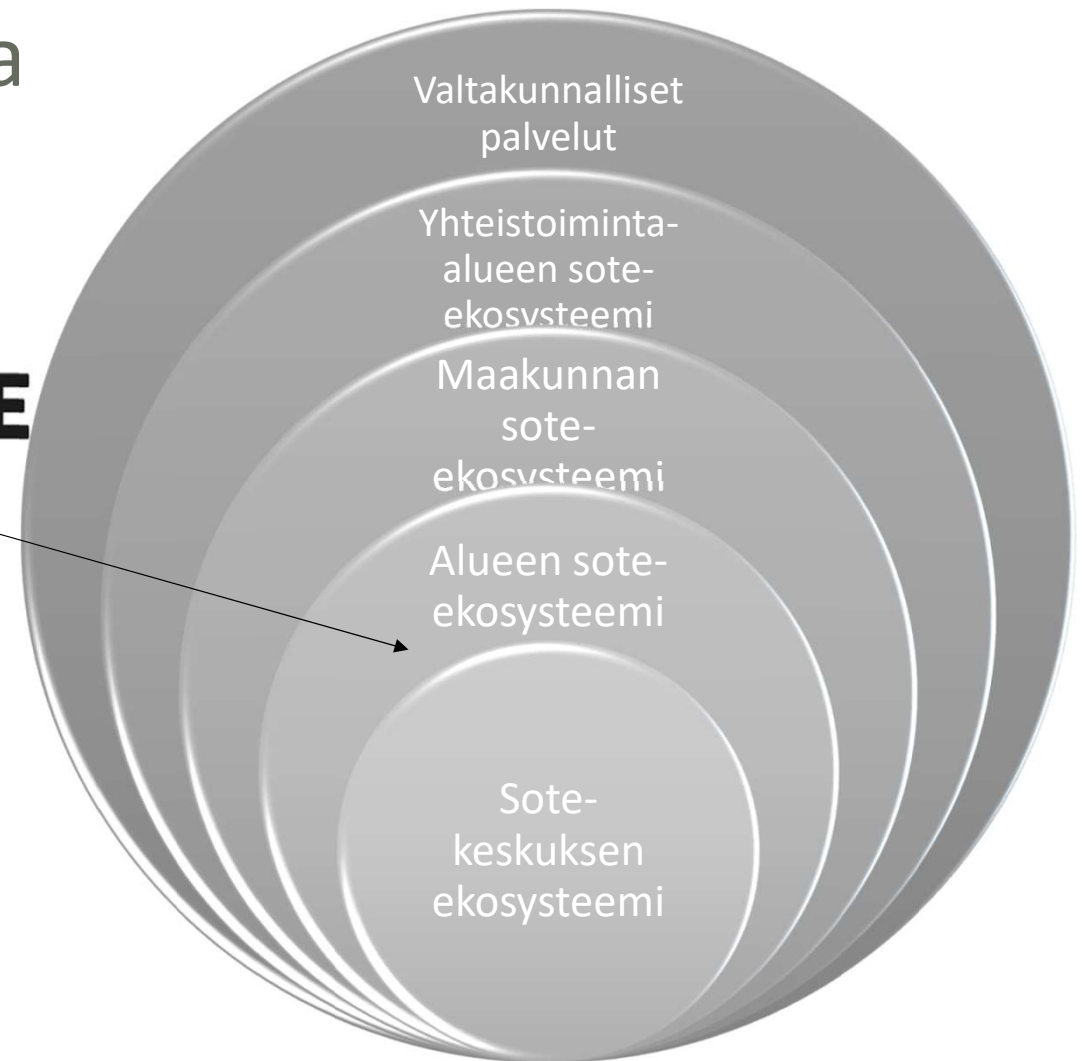 a
Valtakunnalliset
palvelut
Yhteistoiminta-
alueen sote-
ekosysteemi
E
Maakunnan
sote-
ekosysteemi
Alueen sote-
ekosysteemi
Sote-
keskuksen
ekosysteemi